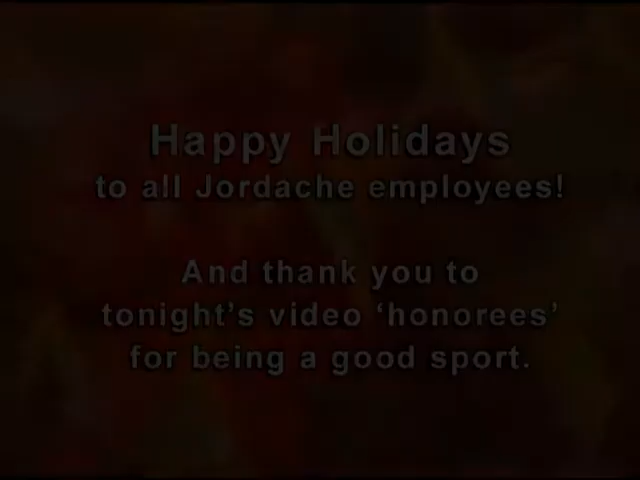 Happy Holidays
to all Jordache employees!
And thank you to
tonight's video ‘honorees’
for being a good sport.